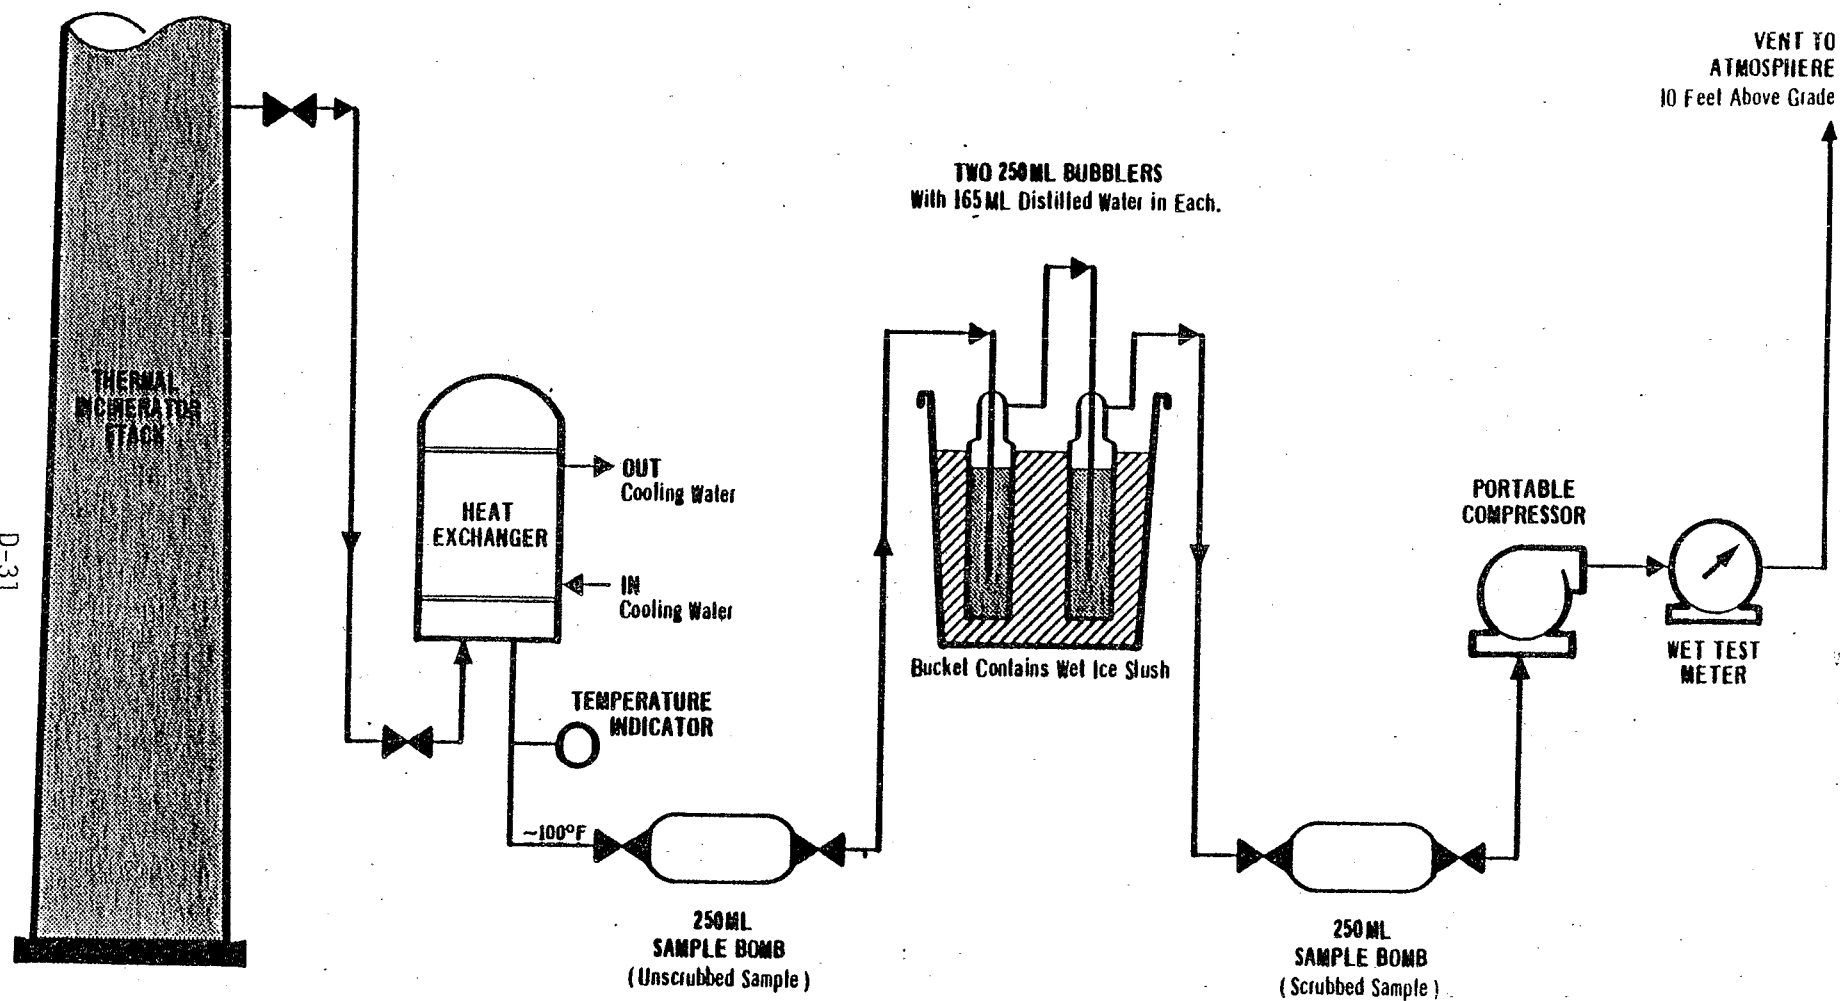 VENT TO
ATMOSPHERE
10 Feet Above Grade
TWO 250ML BUBBLERS
With 165ML Distilled Water in Each.
THERMAL
INCINERATOR
STACK
OUT
Cooling Water
HEAT
EXCHANGER
IN
Cooling Water
PORTABLE
COMPRESSOR
WET TEST
METER
Bucket Contains Wet Ice Slush
TEMPERATURE
INDICATOR
~100°F
250ML
SAMPLE BOMB
(Unscrubbed Sample)
250ML
SAMPLE BOMB
(Scrubbed Sample)
D-31